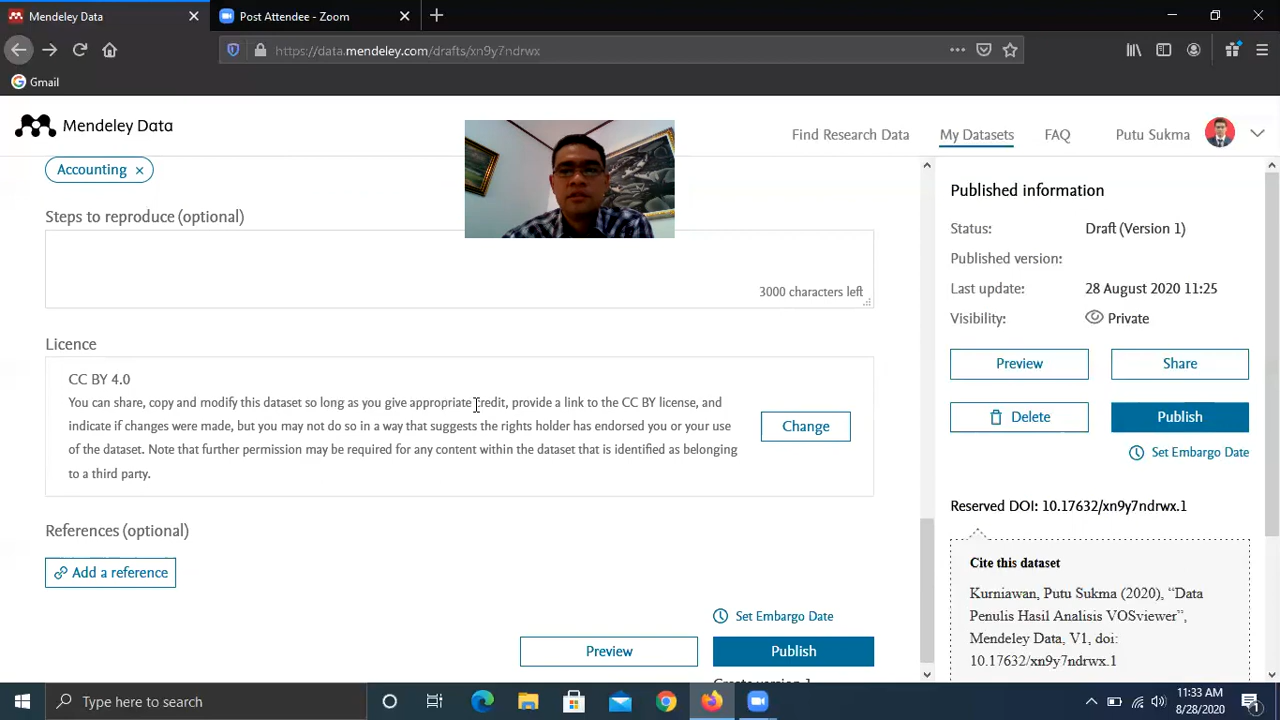 Mendeley Data
Post Attendee - Zoom
https://data.mendeley.com/drafts/xn9y7ndrwx
Gmail
Mendeley Data
Find Research Data
My Datasets
FAQ
Putu Sukma
Accounting ×
Steps to reproduce (optional)
3000 characters left
Licence
CC BY 4.0
You can share, copy and modify this dataset so long as you give appropriate credit, provide a link to the CC BY license, and
indicate if changes were made, but you may not do so in a way that suggests the rights holder has endorsed you or your use
of the dataset. Note that further permission may be required for any content within the dataset that is identified as belonging
to a third party.
Change
References (optional)
Add a reference
Set Embargo Date
Preview
Publish
Create version 1
Published information
Status: Draft (Version 1)
Published version:
Last update: 28 August 2020 11:25
Visibility: Private
Preview
Share
Delete
Publish
Set Embargo Date
Reserved DOI: 10.17632/xn9y7ndrwx.1
Cite this dataset
Kurniawan, Putu Sukma (2020), “Data
Penulis Hasil Analisis VOSviewer”,
Mendeley Data, V1, doi:
10.17632/xn9y7ndrwx.1
Type here to search
11:33 AM
8/28/2020
1